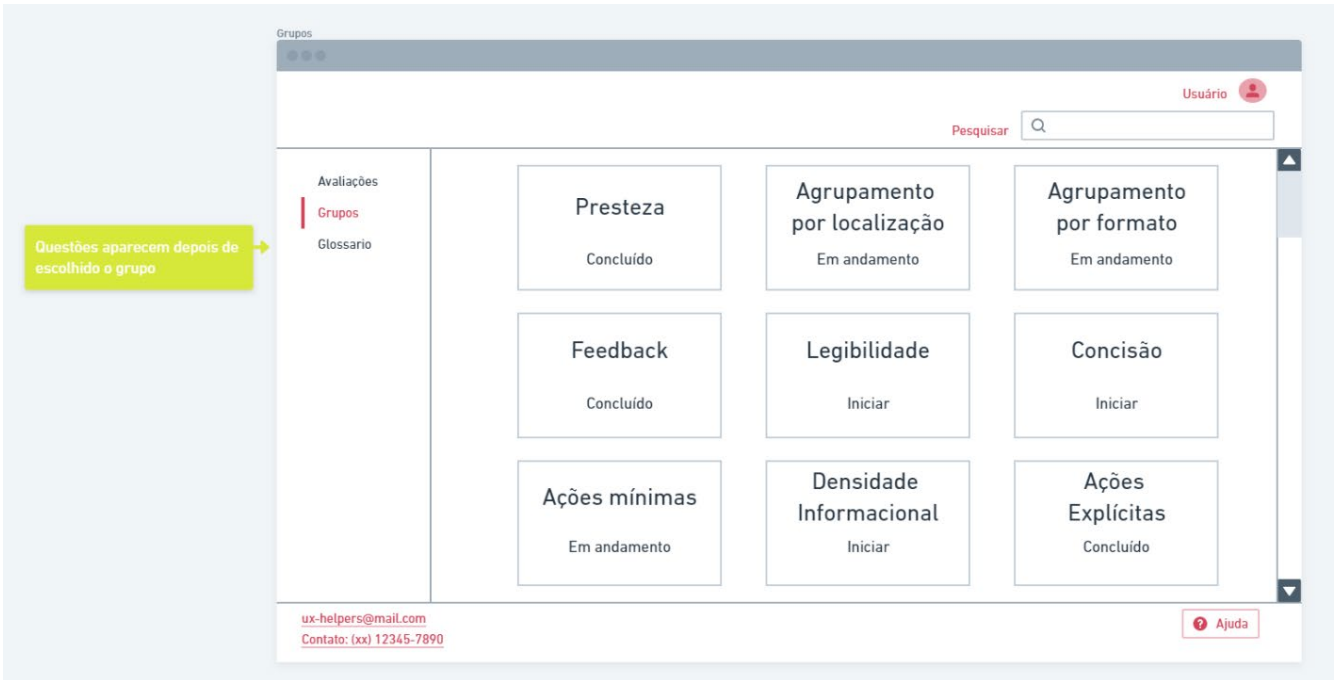 Grupos
Usuário
Pesquisar
Avaliações
Grupos
Glossario
Questões aparecem depois de
escolhido o grupo
Presteza
Concluído
Agrupamento
por localização
Em andamento
Agrupamento
por formato
Em andamento
Feedback
Concluído
Legibilidade
Iniciar
Concisão
Iniciar
Ações mínimas
Em andamento
Densidade
Informacional
Iniciar
Ações
Explícitas
Concluído
ux-helpers@mail.com
Contato: (xx) 12345-7890
Ajuda